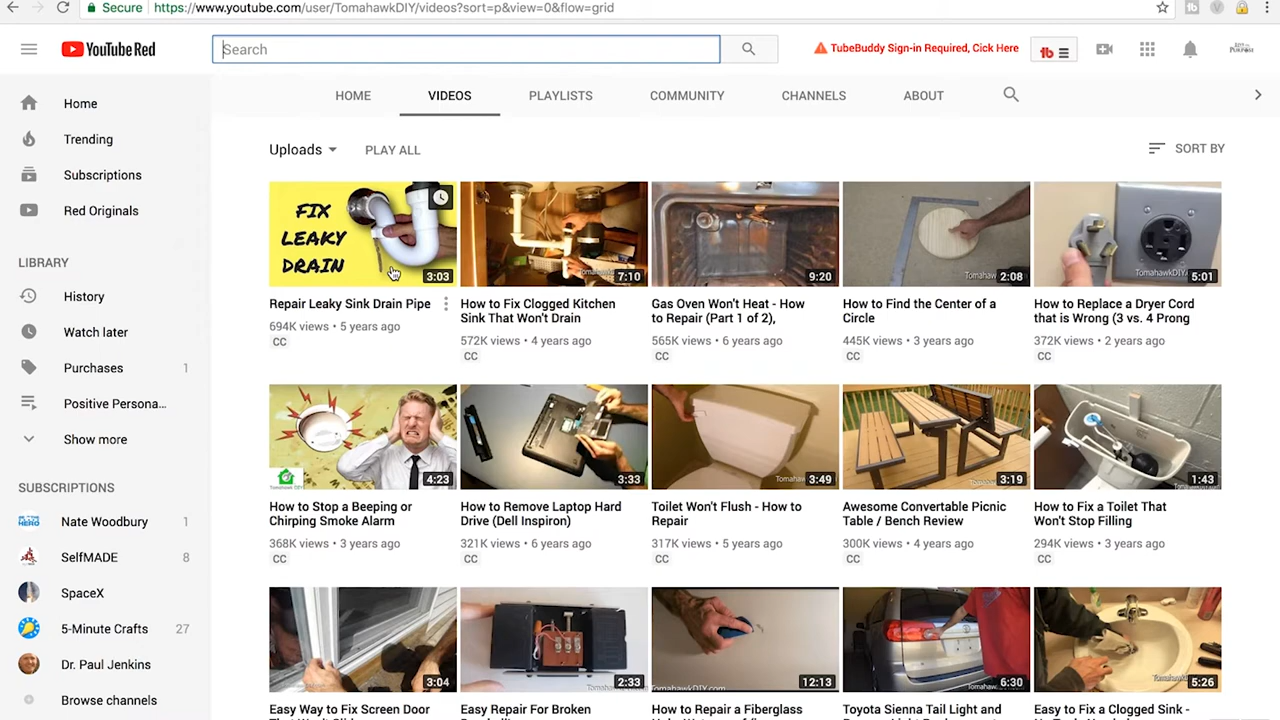 Secure
https://www.youtube.com/user/TomahawkDIY/videos?sort=p&view=0&flow=grid
YouTube Red
Search
TubeBuddy Sign-in Required, Cick Here
tb
HOME
VIDEOS
PLAYLISTS
COMMUNITY
CHANNELS
ABOUT
Home
Trending
Subscriptions
Red Originals
LIBRARY
History
Watch later
Purchases 1
Positive Persona...
Show more
SUBSCRIPTIONS
Nate Woodbury 1
SelfMADE 8
SpaceX
5-Minute Crafts 27
Dr. Paul Jenkins
Browse channels
Uploads
PLAY ALL
SORT BY
FIX
LEAKY
DRAIN
3:03
Repair Leaky Sink Drain Pipe
694K views • 5 years ago
CC
7:10
How to Fix Clogged Kitchen
Sink That Won't Drain
572K views • 4 years ago
CC
9:20
Gas Oven Won't Heat - How
to Repair (Part 1 of 2),
565K views • 6 years ago
CC
2:08
How to Find the Center of a
Circle
445K views • 3 years ago
CC
5:01
How to Replace a Dryer Cord
that is Wrong (3 vs. 4 Prong
372K views • 2 years ago
CC
Tomahawk DIY
4:23
How to Stop a Beeping or
Chirping Smoke Alarm
368K views • 3 years ago
CC
3:33
How to Remove Laptop Hard
Drive (Dell Inspiron)
321K views • 6 years ago
CC
3:49
Toilet Won't Flush - How to
Repair
317K views • 5 years ago
CC
3:19
Awesome Convertable Picnic
Table / Bench Review
300K views • 4 years ago
CC
1:43
How to Fix a Toilet That
Won't Stop Filling
294K views • 3 years ago
CC
3:04
Easy Way to Fix Screen Door
2:33
Easy Repair For Broken
TomahawkDIY.com
12:13
How to Repair a Fiberglass
6:30
Toyota Sienna Tail Light and
5:26
Easy to Fix a Clogged Sink -